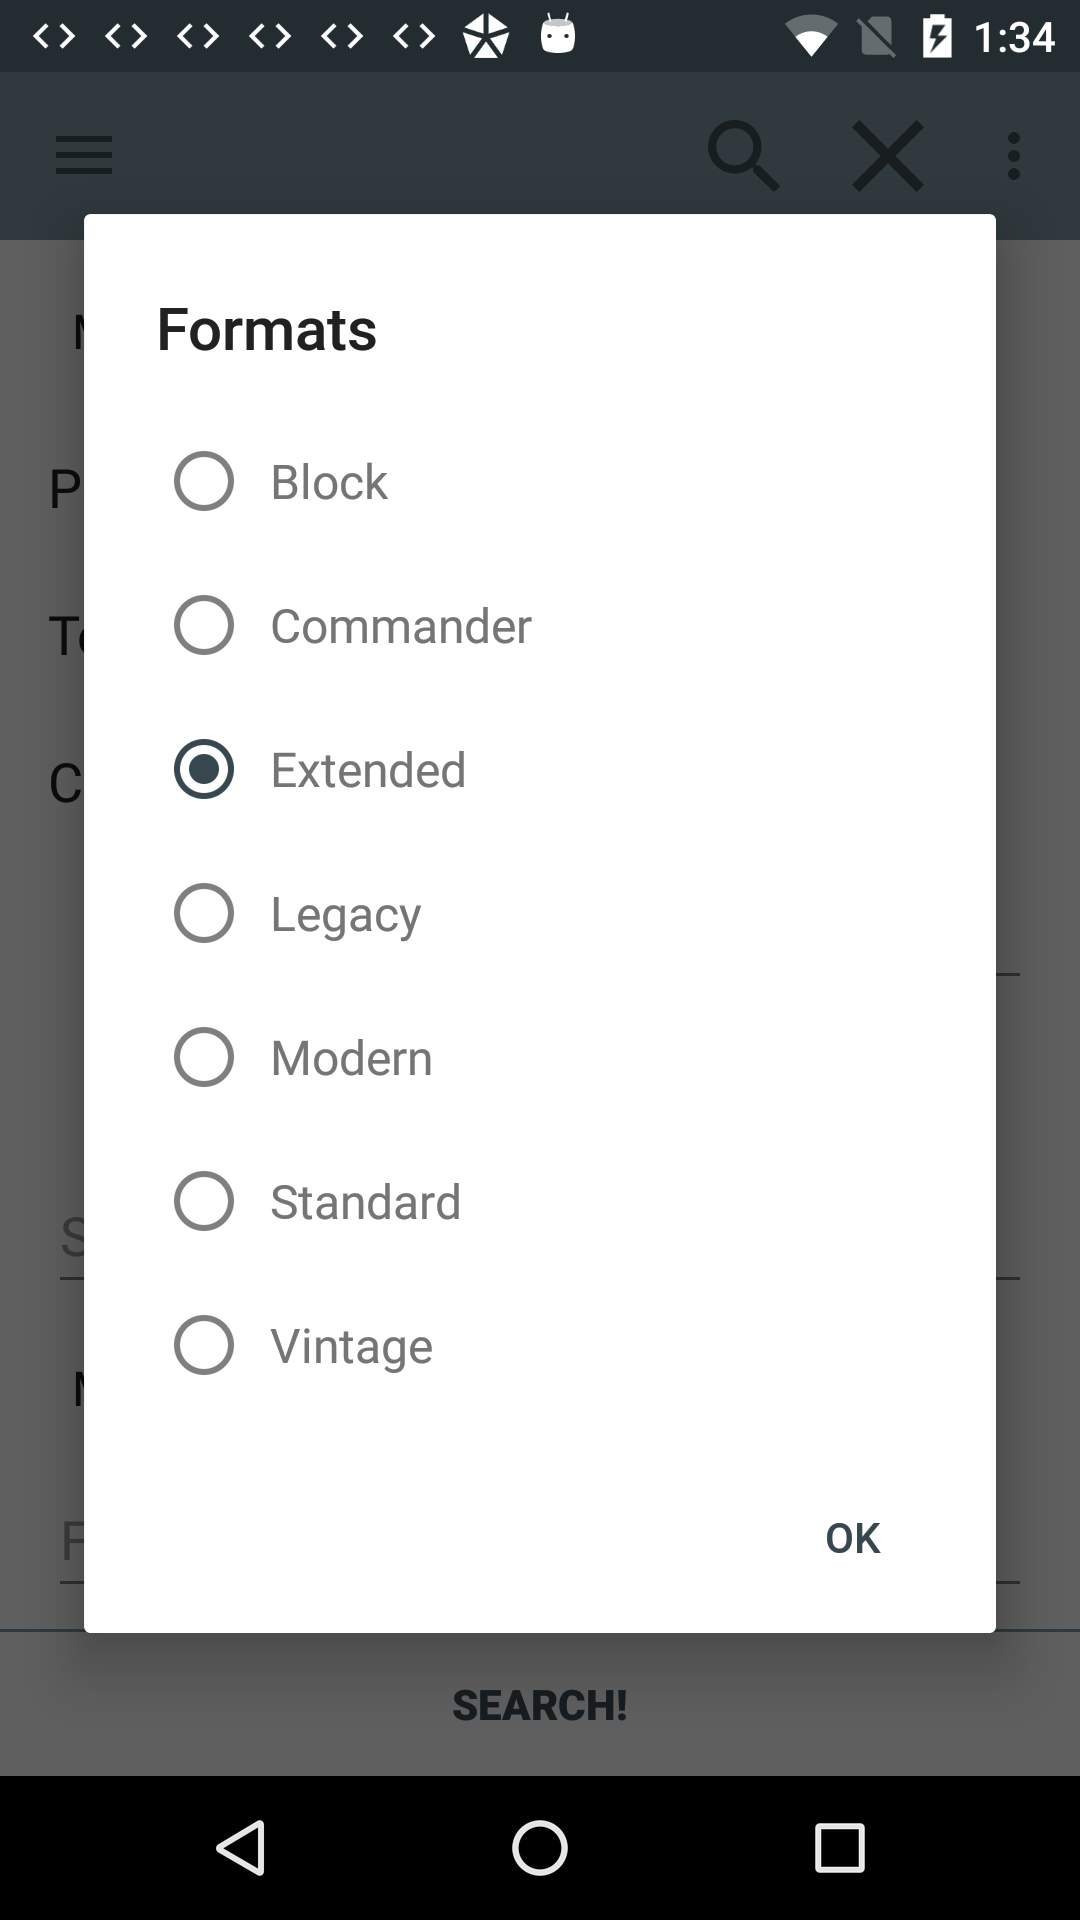 1:34
Formats
P
Block
Commander
C
Extended
Legacy
Modern
Standard
S
Vintage
F
OK
SEARCH!